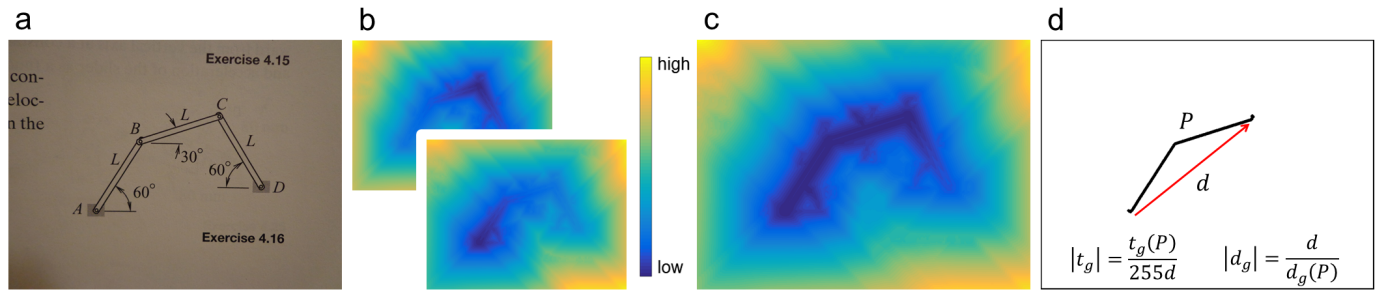 a
b
c
d
Exercise 4.15
con-
eloc-
n the
C
L
B
L
L
30°
60°
60°
A
D
Exercise 4.16
high
low
P
d
|t_g| = t_g(P) / 255d
|d_g| = d / d_g(P)